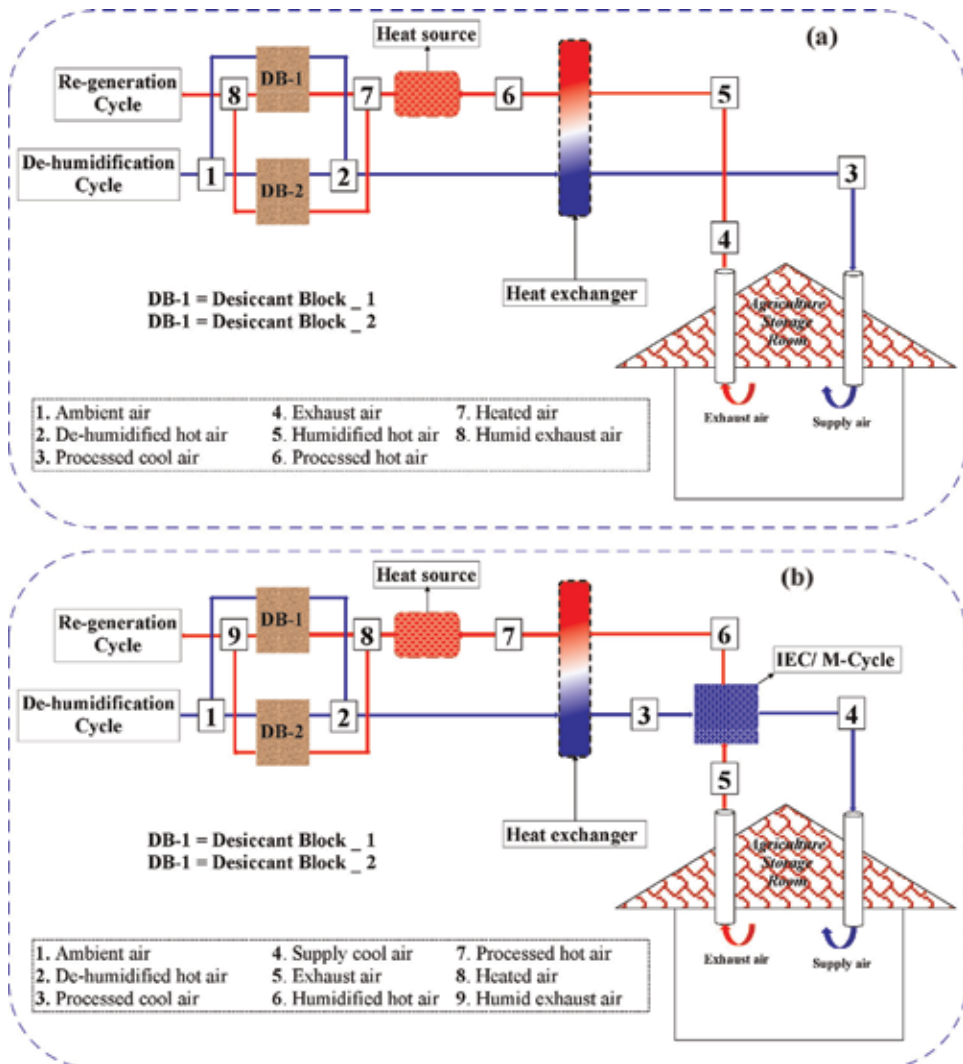 Heat source
(a)
Re-generation
Cycle
8
DB-1
7
6
5
De-humidification
Cycle
1
DB-2
2
3
4
DB-1 = Desiccant Block _ 1
DB-1 = Desiccant Block _ 2
Heat exchanger
Agriculture
Storage
Room
Exhaust air
Supply air
1. Ambient air
2. De-humidified hot air
3. Processed cool air
4. Exhaust air
5. Humidified hot air
6. Processed hot air
7. Heated air
8. Humid exhaust air
Heat source
(b)
Re-generation
Cycle
9
DB-1
8
7
6
IEC/ M-Cycle
De-humidification
Cycle
1
DB-2
2
3
4
5
DB-1 = Desiccant Block _ 1
DB-1 = Desiccant Block _ 2
Heat exchanger
Agriculture
Storage
Room
Exhaust air
Supply air
1. Ambient air
2. De-humidified hot air
3. Processed cool air
4. Supply cool air
5. Exhaust air
6. Humidified hot air
7. Processed hot air
8. Heated air
9. Humid exhaust air